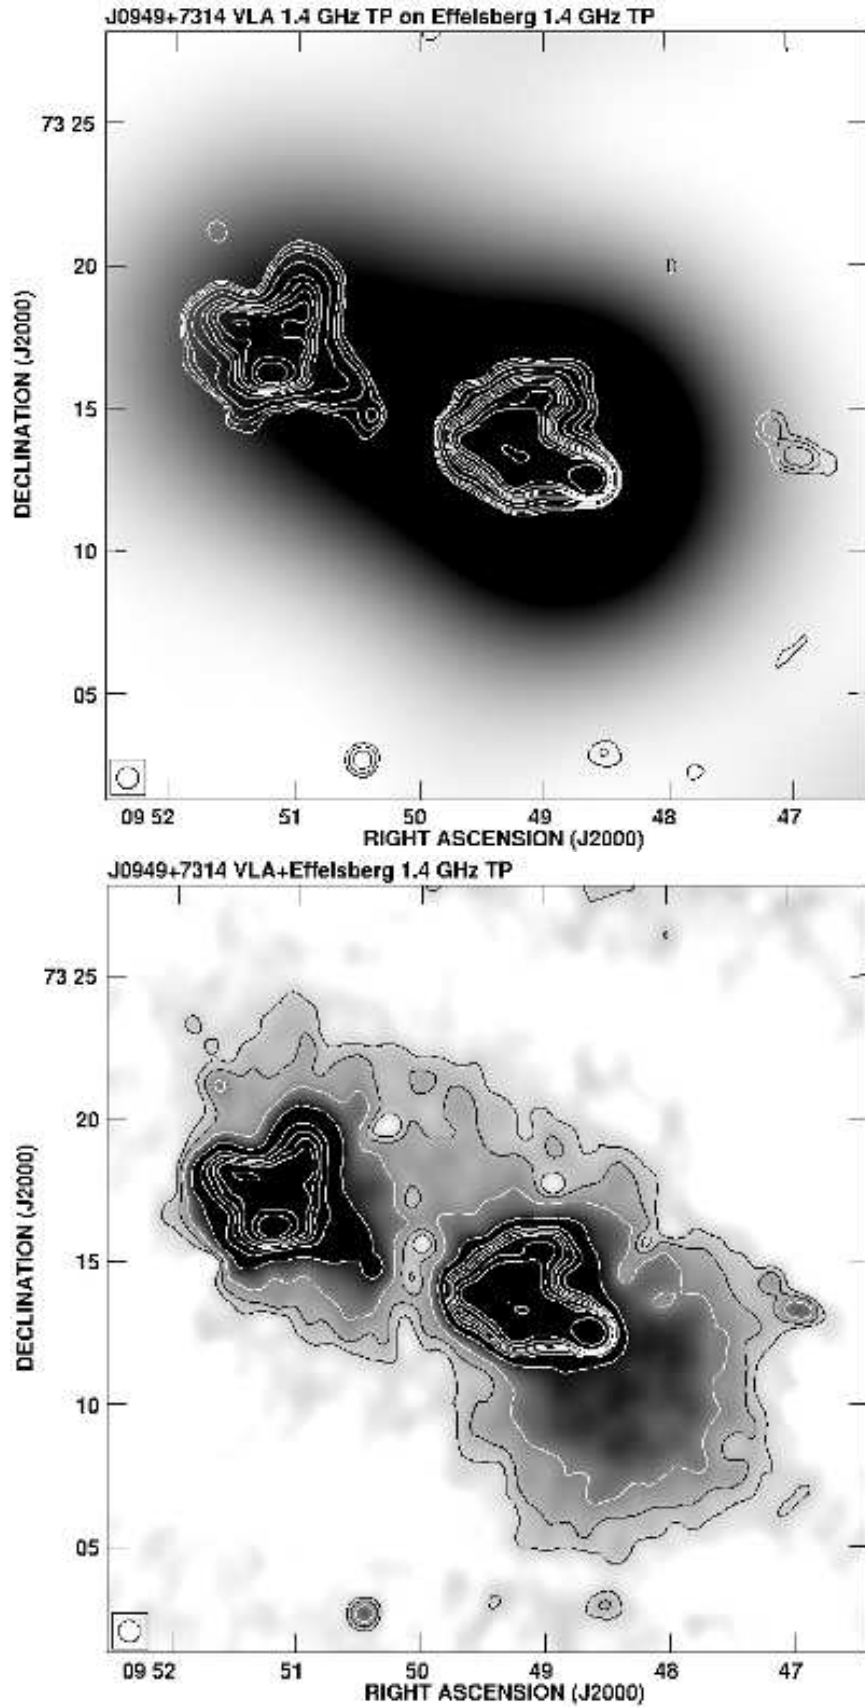 J0949+7314 VLA 1.4 GHz TP on Effelsberg 1.4 GHz TP
73 25
20
15
10
05
DECLINATION (J2000)
09 52 51 50 49 48 47
RIGHT ASCENSION (J2000)
J0949+7314 VLA+Effelsberg 1.4 GHz TP
73 25
20
15
10
05
DECLINATION (J2000)
09 52 51 50 49 48 47
RIGHT ASCENSION (J2000)